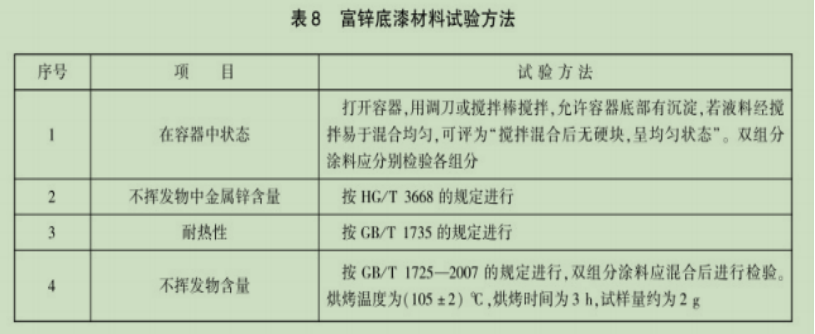 表8 富锌底漆材料试验方法
序号 项 目 试验方法
1 在容器中状态 打开容器,用调刀或搅拌棒搅拌,允许容器底部有沉淀,若液料经搅
拌易于混合均匀,可评为“搅拌混合后无硬块,呈均匀状态”。双组分
涂料应分别检验各组分
2 不挥发物中金属锌含量 按 HG/T 3668 的规定进行
3 耐热性 按 GB/T 1735 的规定进行
4 不挥发物含量 按 GB/T 1725—2007 的规定进行,双组分涂料应混合后进行检验。
烘烤温度为(105±2) ℃,烘烤时间为3 h,试样量约为2 g